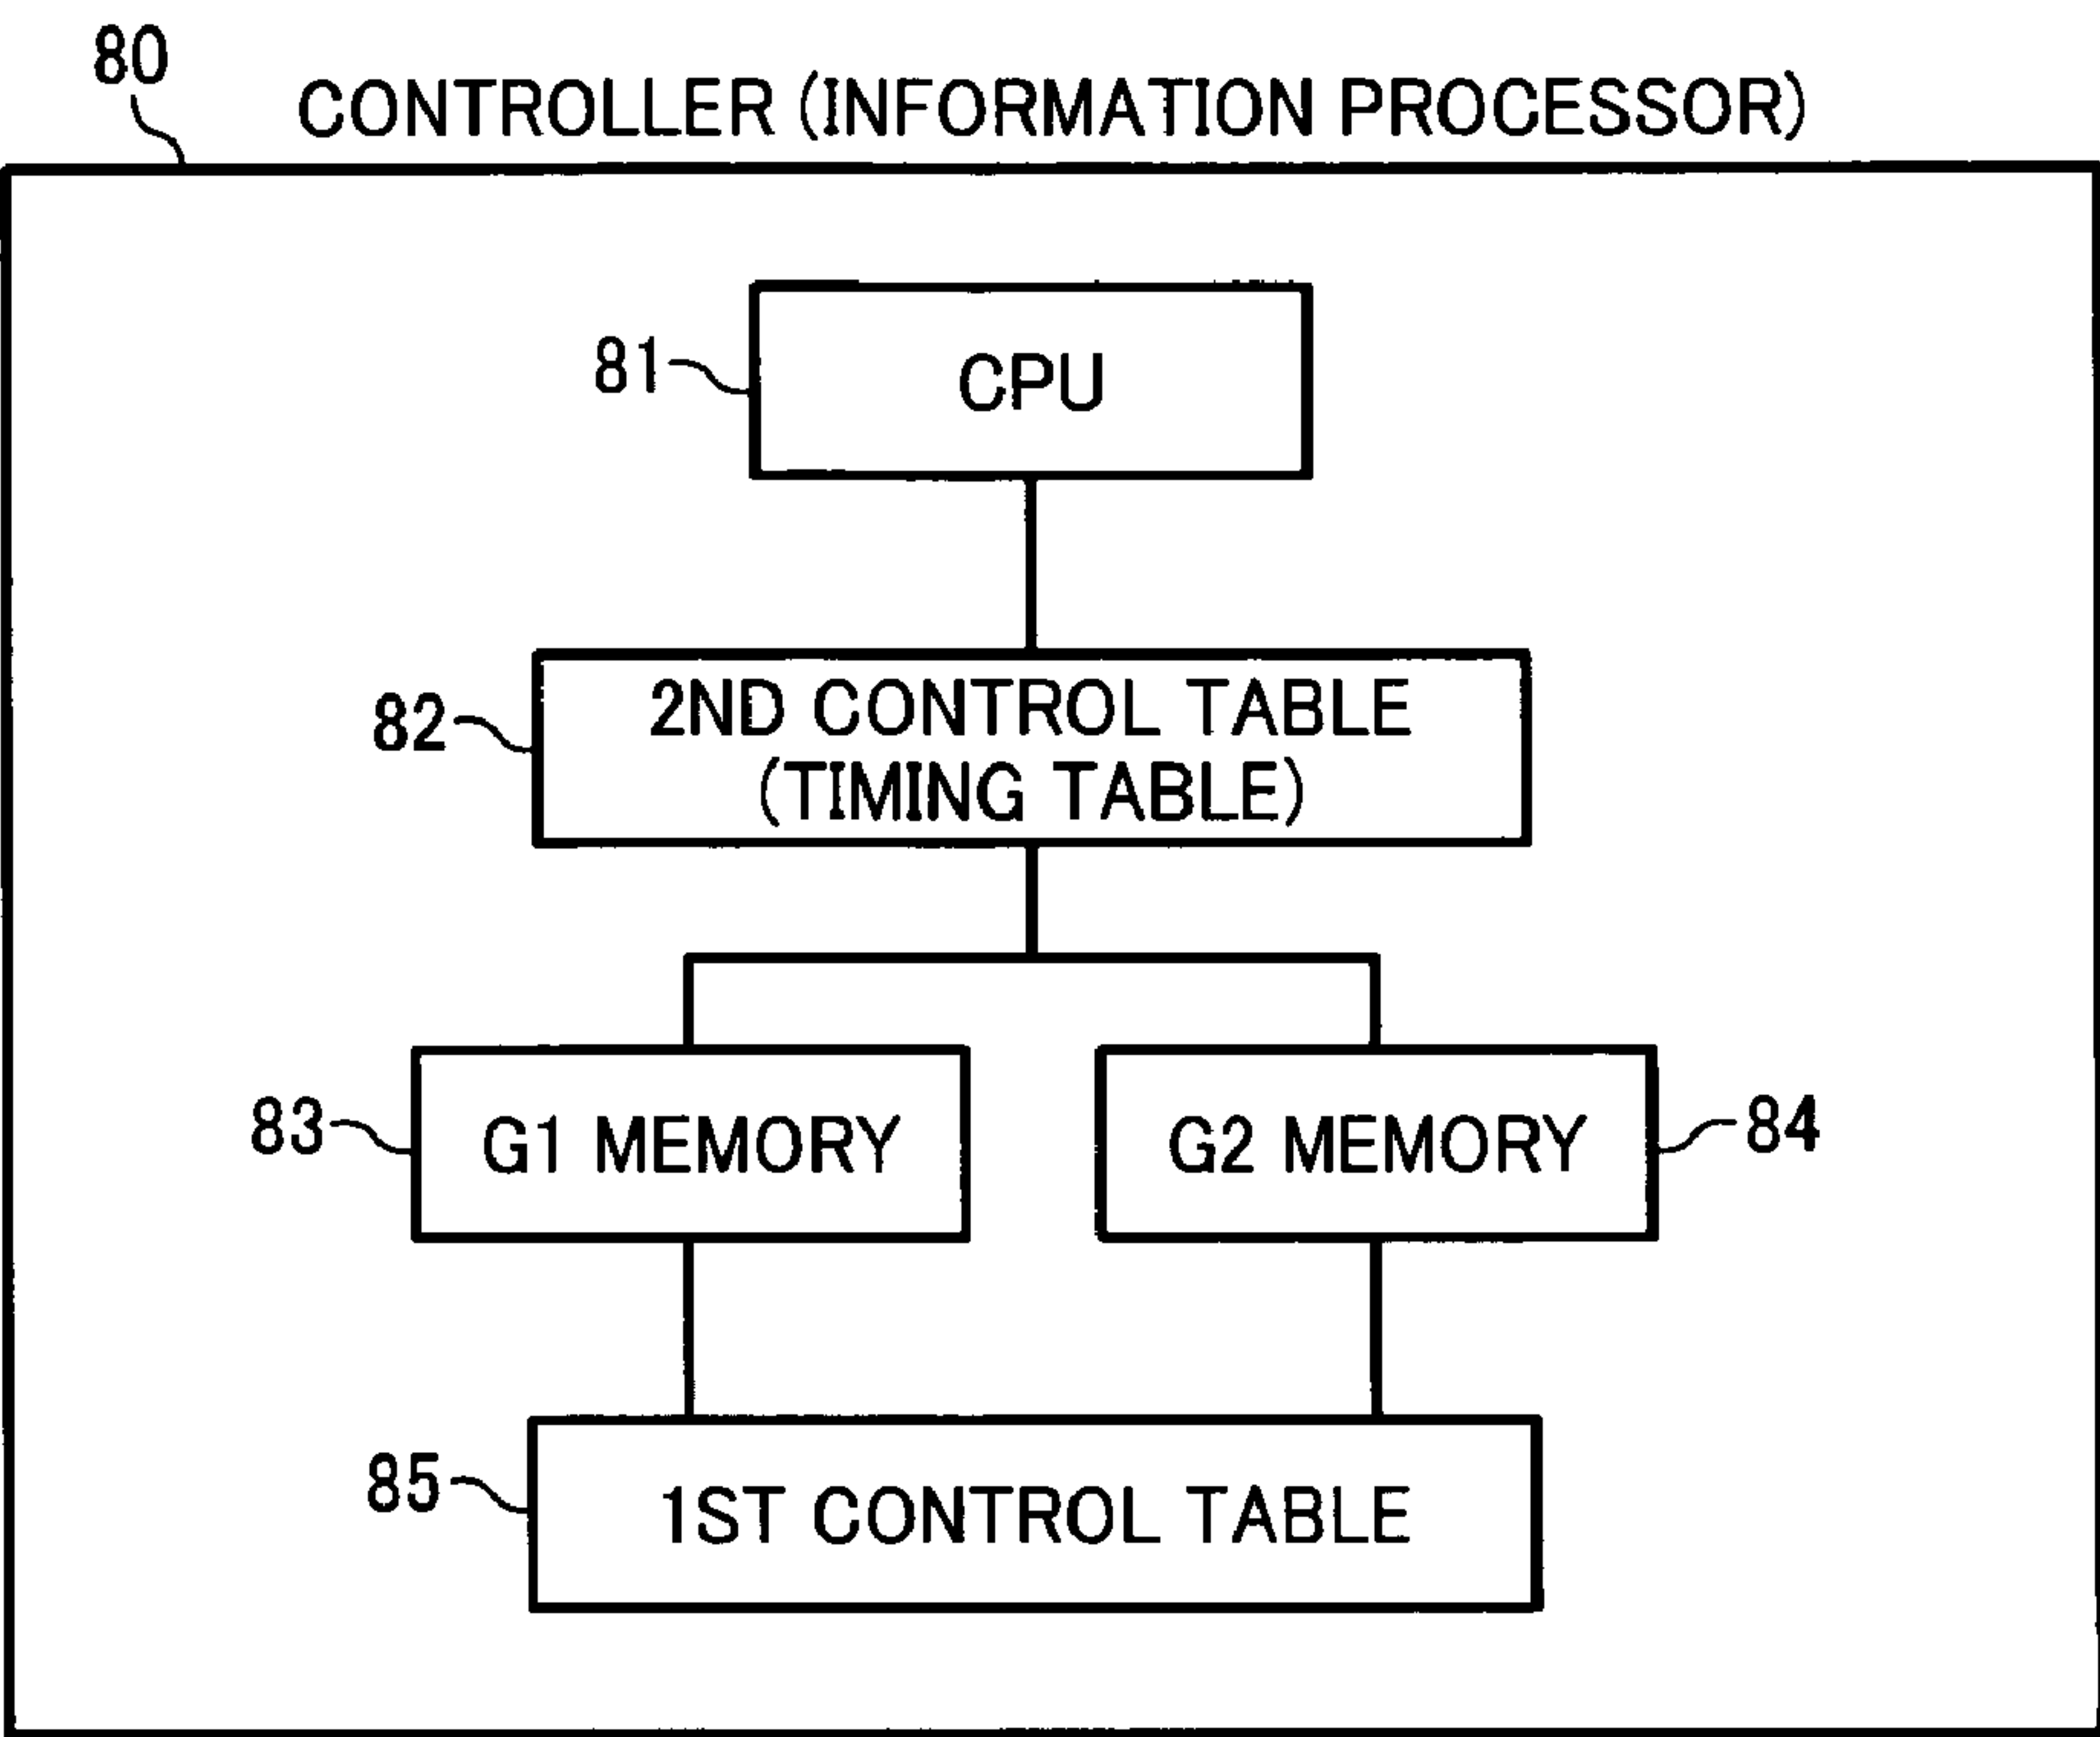 80
CONTROLLER (INFORMATION PROCESSOR)
81
CPU
82
2ND CONTROL TABLE
(TIMING TABLE)
83
G1 MEMORY
G2 MEMORY
84
85
1ST CONTROL TABLE